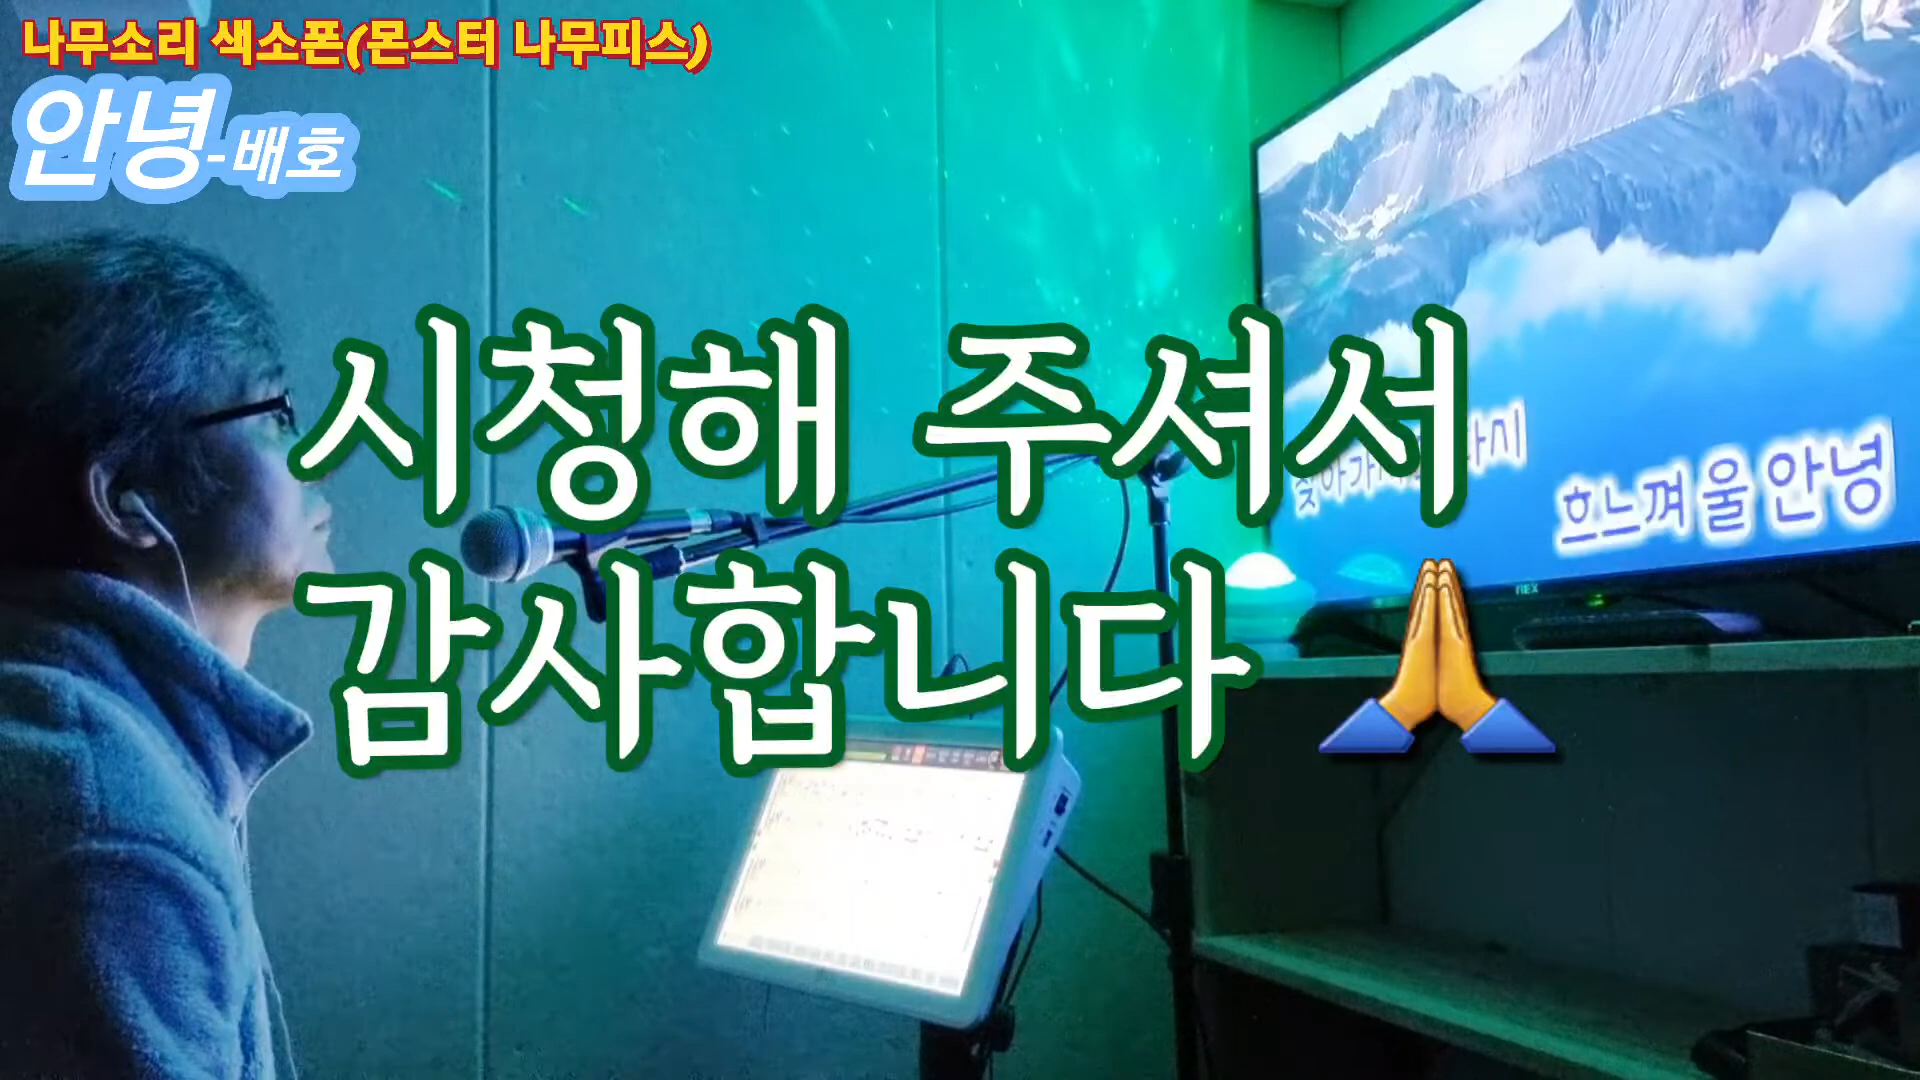 나무소리 색소폰(몬스터 나무피스)
안녕-배호
시청해 주셔서
감사합니다 🙏
흐느껴 울 안녕